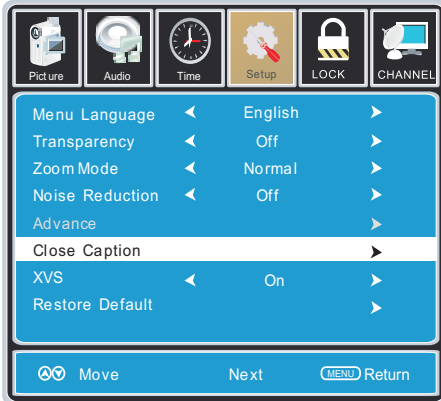 Picture Audio Time Setup LOCK CHANNEL
Menu Language English
Transparency Off
Zoom Mode Normal
Noise Reduction Off
Advance
Close Caption
XVS On
Restore Default
Move Next MENU Return